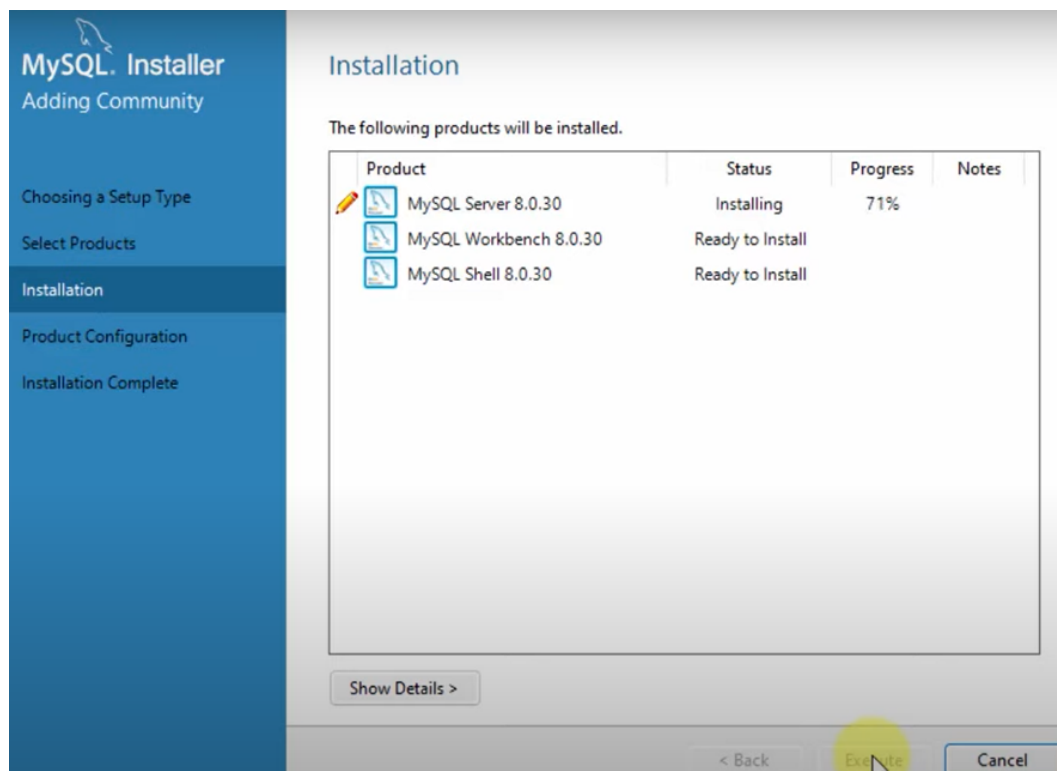 MySQL. Installer
Adding Community
Choosing a Setup Type
Select Products
Installation
Product Configuration
Installation Complete
Installation
The following products will be installed.
Product Status Progress Notes
MySQL Server 8.0.30 Installing 71%
MySQL Workbench 8.0.30 Ready to Install
MySQL Shell 8.0.30 Ready to Install
Show Details >
< Back Execute Cancel